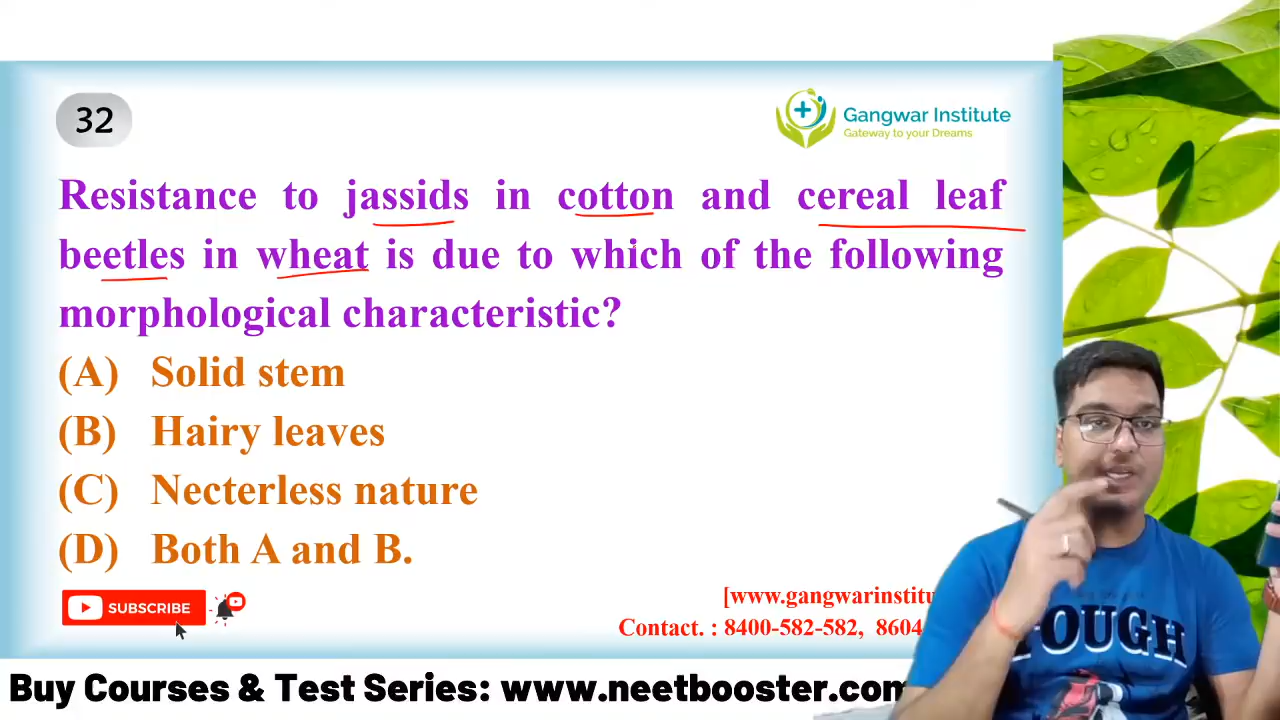 32
Gangwar Institute
Gateway to your Dreams
Resistance to jassids in cotton and cereal leaf
beetles in wheat is due to which of the following
morphological characteristic?
(A) Solid stem
(B) Hairy leaves
(C) Necterless nature
(D) Both A and B.
SUBSCRIBE
[www.gangwarinstitu
Contact. : 8400-582-582, 8604
TOUGH
Buy Courses & Test Series: www.neetbooster.com